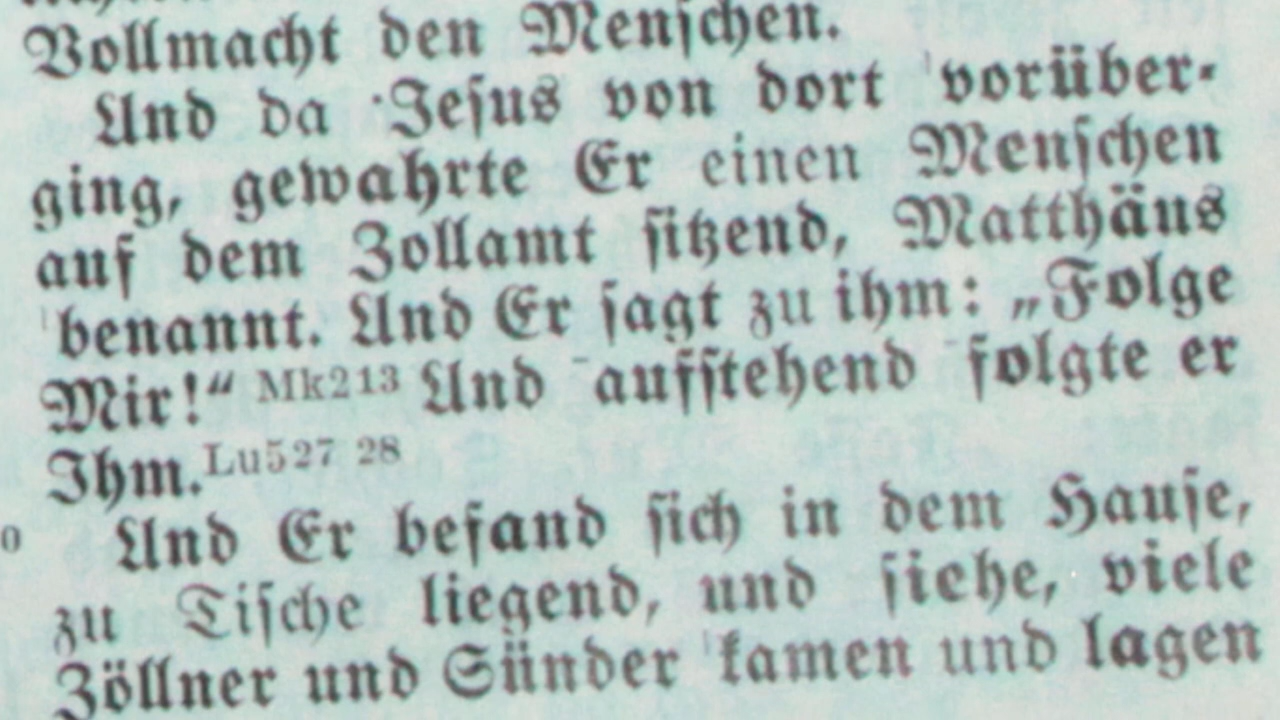 Vollmacht den Menschen.
Und da ·Jesus von dort 'vorüber-
ging, gewahrte Er einen Menschen
auf dem Zollamt sitzend, Matthäus
'benannt. Und Er sagt zu ihm: „Folge
Mir!“ Mk213 Und ¯aufstehend ¯folgte er
Ihm.Lu527 28
Und Er befand sich in dem Hause,
zu Tische liegend, und siehe, viele
Zöllner und Sünder 'kamen und lagen